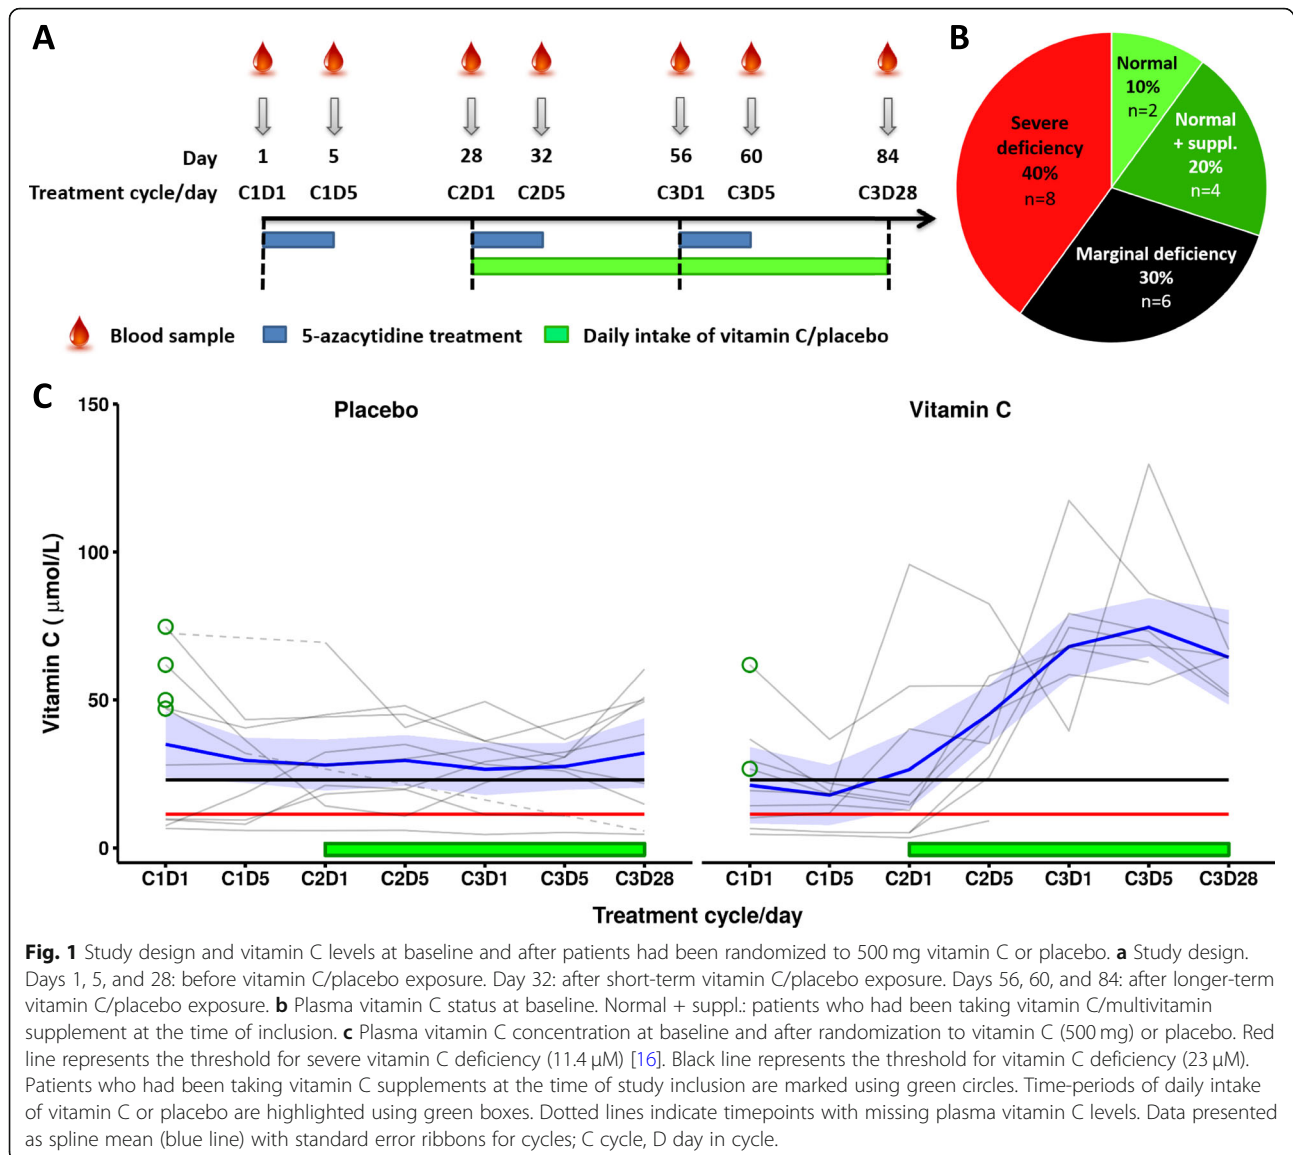 A
Day 1 5 28 32 56 60 84
Treatment cycle/day C1D1 C1D5 C2D1 C2D5 C3D1 C3D5 C3D28
Blood sample 5-azacytidine treatment Daily intake of vitamin C/placebo
B
Normal
10%
n=2
Normal
+ suppl.
20%
n=4
Marginal deficiency
30%
n=6
Severe
deficiency
40%
n=8
C
Placebo Vitamin C
Vitamin C ( μmol/L)
150
100
50
0
C1D1 C1D5 C2D1 C2D5 C3D1 C3D5 C3D28 C1D1 C1D5 C2D1 C2D5 C3D1 C3D5 C3D28
Treatment cycle/day
Fig. 1 Study design and vitamin C levels at baseline and after patients had been randomized to 500 mg vitamin C or placebo. a Study design.
Days 1, 5, and 28: before vitamin C/placebo exposure. Day 32: after short-term vitamin C/placebo exposure. Days 56, 60, and 84: after longer-term
vitamin C/placebo exposure. b Plasma vitamin C status at baseline. Normal + suppl.: patients who had been taking vitamin C/multivitamin
supplement at the time of inclusion. c Plasma vitamin C concentration at baseline and after randomization to vitamin C (500 mg) or placebo. Red
line represents the threshold for severe vitamin C deficiency (11.4 μM) [16]. Black line represents the threshold for vitamin C deficiency (23 μM).
Patients who had been taking vitamin C supplements at the time of study inclusion are marked using green circles. Time-periods of daily intake
of vitamin C or placebo are highlighted using green boxes. Dotted lines indicate timepoints with missing plasma vitamin C levels. Data presented
as spline mean (blue line) with standard error ribbons for cycles; C cycle, D day in cycle.